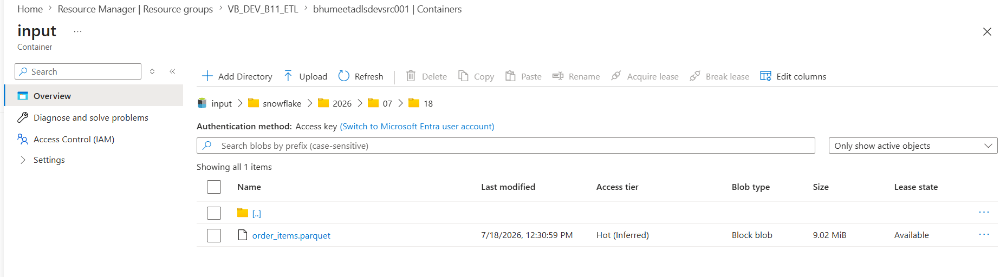 Home > Resource Manager | Resource groups > VB_DEV_B11_ETL > bhumeetadlsdevsrc001 | Containers
input ...
Container
Search
Add Directory Upload Refresh Delete Copy Paste Rename Acquire lease Break lease Edit columns
Overview
Diagnose and solve problems
Access Control (IAM)
Settings
input > snowflake > 2026 > 07 > 18
Authentication method: Access key (Switch to Microsoft Entra user account)
Search blobs by prefix (case-sensitive)
Only show active objects
Showing all 1 items
Name Last modified Access tier Blob type Size Lease state
[..] ...
order_items.parquet 7/18/2026, 12:30:59 PM Hot (Inferred) Block blob 9.02 MiB Available ...